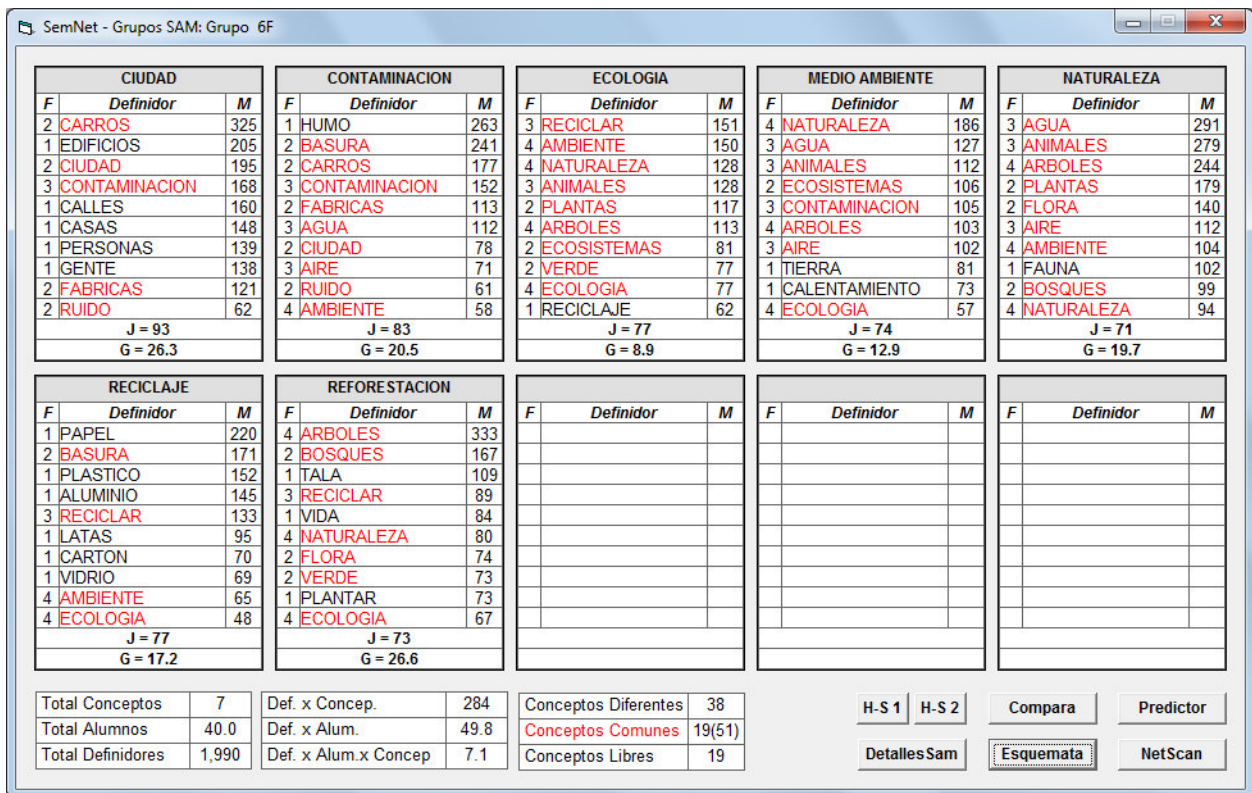 SemNet - Grupos SAM: Grupo 6F
CIUDAD
F Definidor M
2 CARROS 325
1 EDIFICIOS 205
2 CIUDAD 195
3 CONTAMINACION 168
1 CALLES 160
1 CASAS 148
1 PERSONAS 139
1 GENTE 138
2 FABRICAS 121
2 RUIDO 62
J = 93
G = 26.3
CONTAMINACION
F Definidor M
1 HUMO 263
2 BASURA 241
2 CARROS 177
3 CONTAMINACION 152
2 FABRICAS 113
3 AGUA 112
2 CIUDAD 78
3 AIRE 71
2 RUIDO 61
4 AMBIENTE 58
J = 83
G = 20.5
ECOLOGIA
F Definidor M
3 RECICLAR 151
4 AMBIENTE 150
4 NATURALEZA 128
3 ANIMALES 128
2 PLANTAS 117
4 ARBOLES 113
2 ECOSISTEMAS 81
2 VERDE 77
4 ECOLOGIA 77
1 RECICLAJE 62
J = 77
G = 8.9
MEDIO AMBIENTE
F Definidor M
4 NATURALEZA 186
3 AGUA 127
3 ANIMALES 112
2 ECOSISTEMAS 106
3 CONTAMINACION 105
4 ARBOLES 103
3 AIRE 102
1 TIERRA 81
1 CALENTAMIENTO 73
4 ECOLOGIA 57
J = 74
G = 12.9
NATURALEZA
F Definidor M
3 AGUA 291
3 ANIMALES 279
4 ARBOLES 244
2 PLANTAS 179
2 FLORA 140
3 AIRE 112
4 AMBIENTE 104
1 FAUNA 102
2 BOSQUES 99
4 NATURALEZA 94
J = 71
G = 19.7
RECICLAJE
F Definidor M
1 PAPEL 220
2 BASURA 171
1 PLASTICO 152
1 ALUMINIO 145
3 RECICLAR 133
1 LATAS 95
1 CARTON 70
1 VIDRIO 69
4 AMBIENTE 65
4 ECOLOGIA 48
J = 77
G = 17.2
REFORESTACION
F Definidor M
4 ARBOLES 333
2 BOSQUES 167
1 TALA 109
3 RECICLAR 89
1 VIDA 84
4 NATURALEZA 80
2 FLORA 74
2 VERDE 73
1 PLANTAR 73
4 ECOLOGIA 67
J = 73
G = 26.6
F Definidor M
F Definidor M
F Definidor M
Total Conceptos 7
Total Alumnos 40.0
Total Definidores 1,990
Def. x Concep. 284
Def. x Alum. 49.8
Def. x Alum.x Concep 7.1
Conceptos Diferentes 38
Conceptos Comunes 19(51)
Conceptos Libres 19
H-S 1 H-S 2 Compara Predictor
DetallesSam Esquemata NetScan